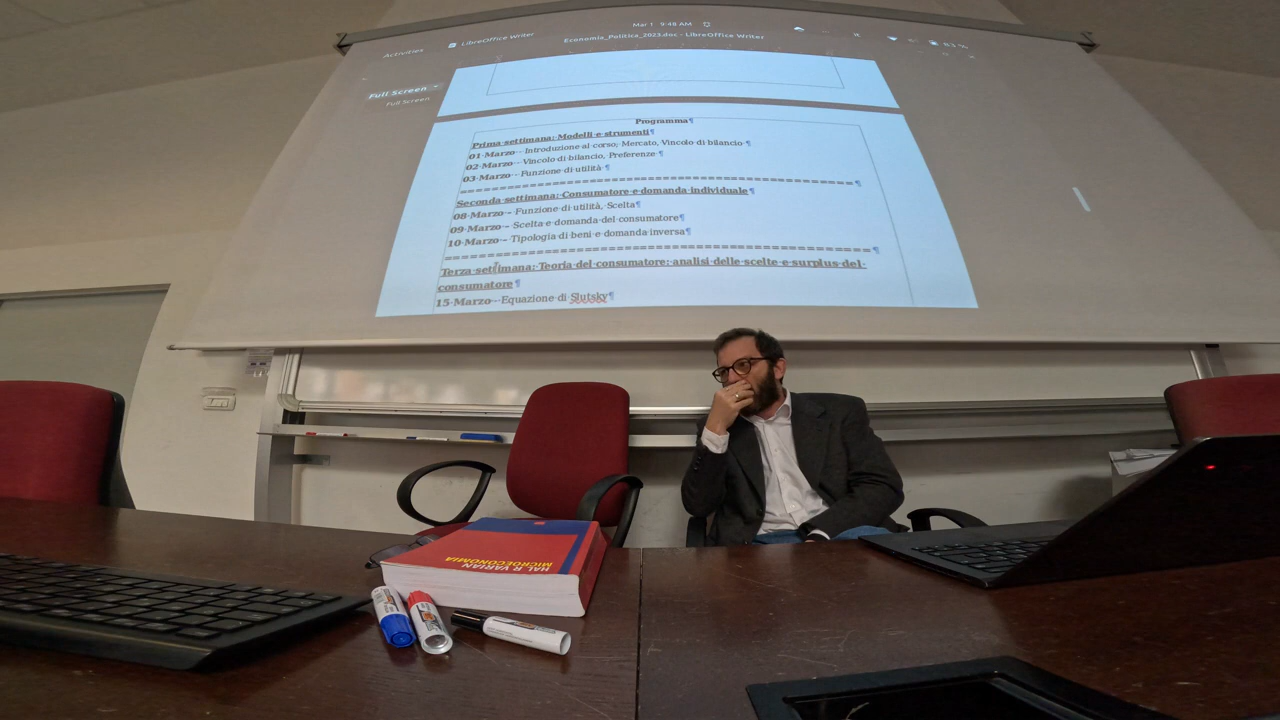 Mar 1 9:48 AM
Activities
LibreOffice Writer
Economia_Politica_2023.doc - LibreOffice Writer
83 %
Full Screen
Full Screen
Programma¶
Prima·settimana:·Modelli·e·strumenti¶
01·Marzo·-·Introduzione·al·corso;·Mercato,·Vincolo·di·bilancio·¶
02·Marzo·-·Vincolo·di·bilancio,·Preferenze·¶
03·Marzo·-·Funzione·di·utilità·¶
Seconda·settimana:·Consumatore·e·domanda·individuale¶
08·Marzo·–·Funzione·di·utilità,·Scelta¶
09·Marzo·–·Scelta·e·domanda·del·consumatore¶
10·Marzo·–·Tipologia·di·beni·e·domanda·inversa¶
Terza·settimana:·Teoria·del·consumatore:·analisi·delle·scelte·e·surplus·del·
consumatore¶
15·Marzo·-·Equazione·di·Slutsky¶
HAL R. VARIAN
MICROECONOMIA